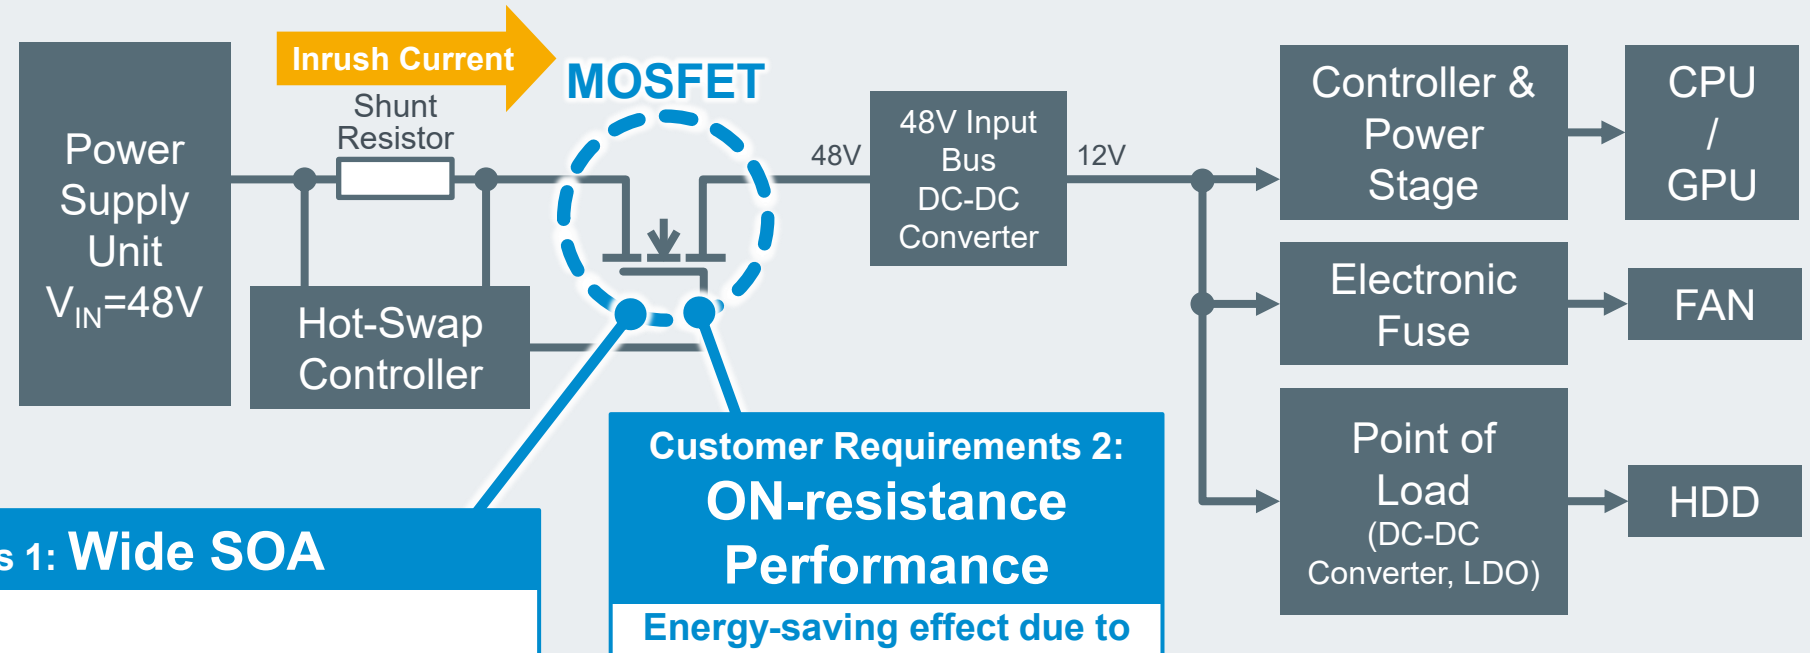 Inrush Current
MOSFET
Shunt
Resistor
Power
Supply
Unit
VIN=48V
Hot-Swap
Controller
48V
48V Input
Bus
DC-DC
Converter
12V
Controller &
Power
Stage
CPU
/
GPU
Electronic
Fuse
FAN
Point of
Load
(DC-DC
Converter, LDO)
HDD
s 1: Wide SOA
Customer Requirements 2:
ON-resistance
Performance
Energy-saving effect due to